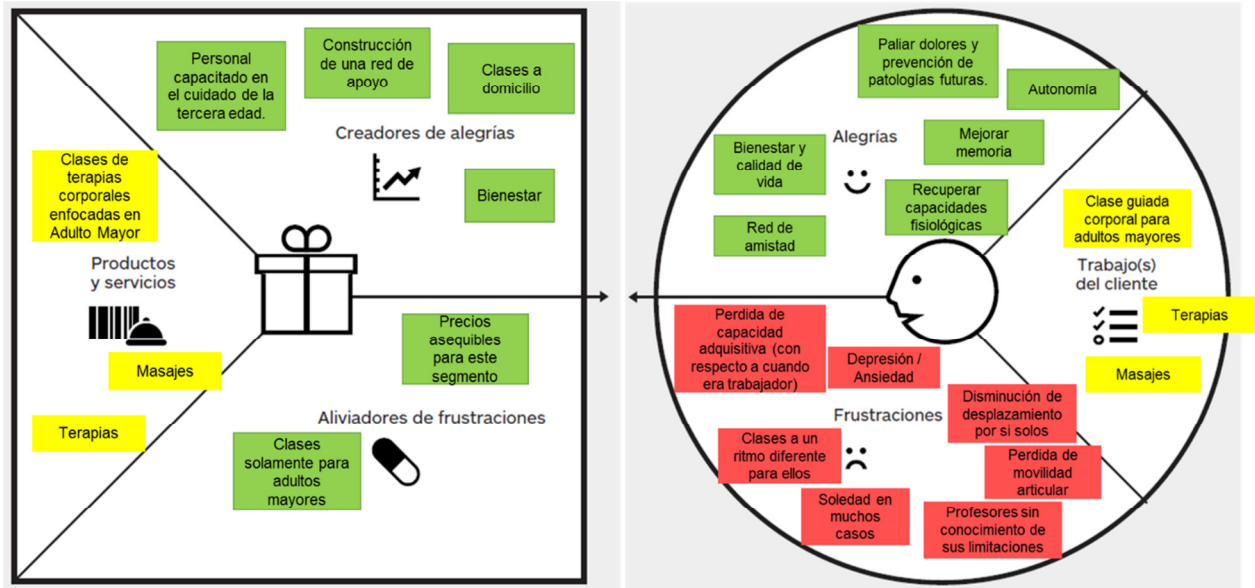 Personal
capacitado en
el cuidado de la
tercera edad.
Construcción
de una red de
apoyo
Clases a
domicilio
Creadores de alegrías
Bienestar
Clases de
terapias
corporales
enfocadas en
Adulto Mayor
Productos
y servicios
Masajes
Terapias
Precios
asequibles
para este
segmento
Aliviadores de frustraciones
Clases
solamente para
adultos
mayores
Paliar dolores y
prevención de
patologías futuras.
Autonomía
Alegrías
Mejorar
memoria
Bienestar y
calidad de
vida
Recuperar
capacidades
fisiológicas
Red de
amistad
Clase guiada
corporal para
adultos mayores
Trabajo(s)
del cliente
Terapias
Masajes
Perdida de
capacidad
adquisitiva (con
respecto a cuando
era trabajador)
Depresión /
Ansiedad
Disminución de
desplazamiento
por si solos
Frustraciones
Clases a un
ritmo diferente
para ellos
Perdida de
movilidad
articular
Soledad en
muchos
casos
Profesores sin
conocimiento de
sus limitaciones